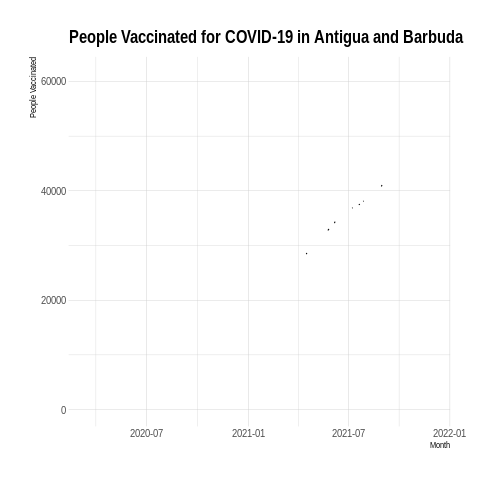 People Vaccinated for COVID-19 in Antigua and Barbuda
People Vaccinated
60000
40000
20000
0
2020-07
2021-01
2021-07
2022-01
Month